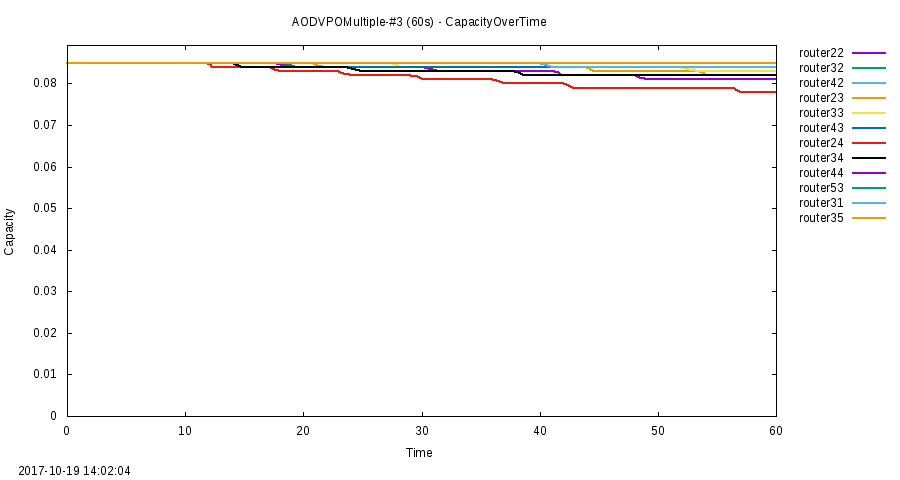 AODVPOMultiple-#3 (60s) - CapacityOverTime
router22
router32
router42
router23
router33
router43
router24
router34
router44
router53
router31
router35
0.08
0.07
0.06
0.05
0.04
0.03
0.02
0.01
0
Capacity
0 10 20 30 40 50 60
Time
2017-10-19 14:02:04